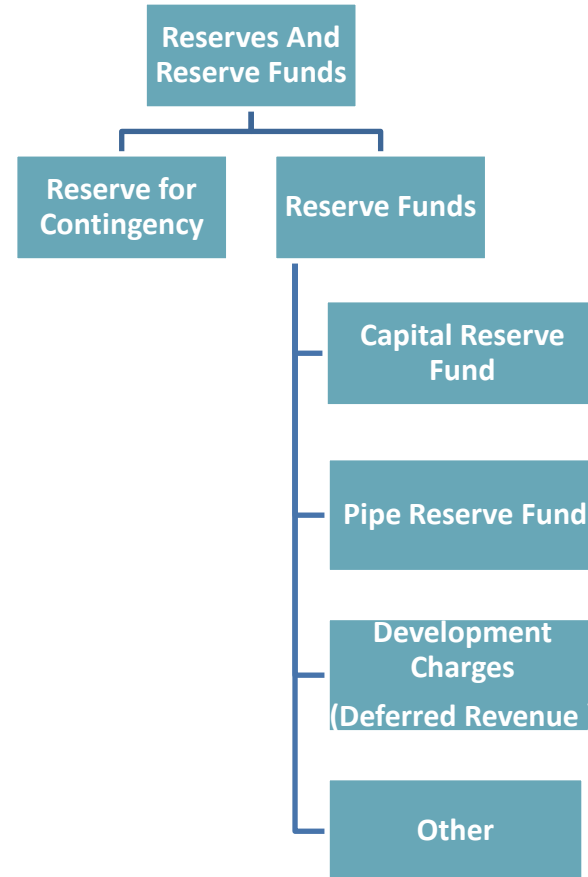 Reserves And
Reserve Funds
Reserve for
Contingency
Reserve Funds
Capital Reserve
Fund
Pipe Reserve Fund
Development
Charges
(Deferred Revenue )
Other